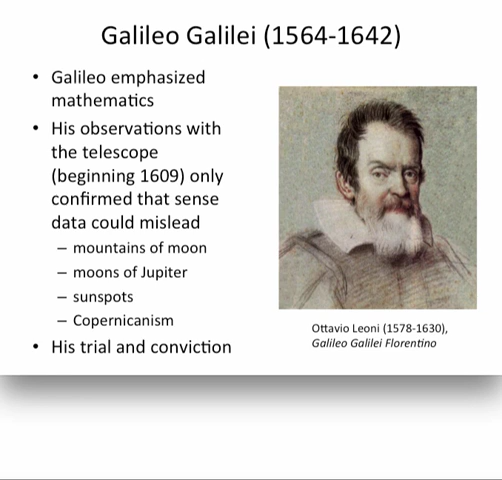 Galileo Galilei (1564-1642)
• Galileo emphasized
mathematics
• His observations with
the telescope
(beginning 1609) only
confirmed that sense
data could mislead
– mountains of moon
– moons of Jupiter
– sunspots
– Copernicanism
• His trial and conviction
Ottavio Leoni (1578-1630),
Galileo Galilei Florentino